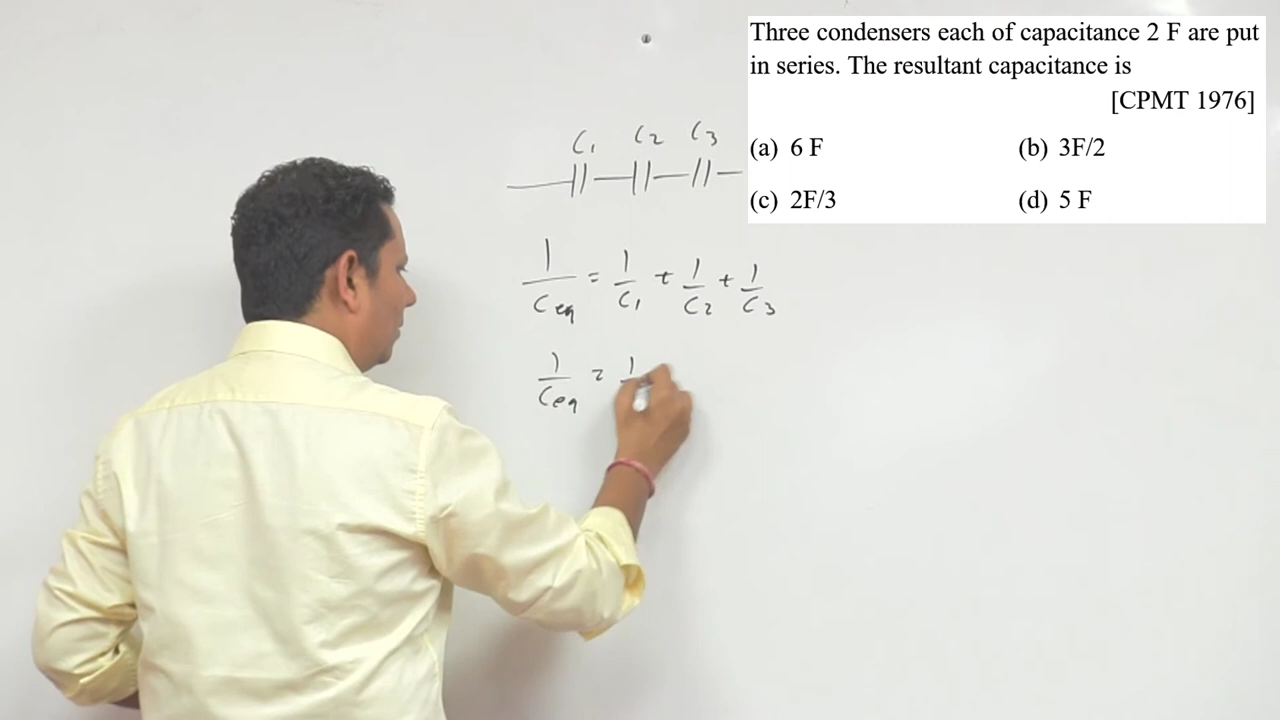 Three condensers each of capacitance 2 F are put
in series. The resultant capacitance is
[CPMT 1976]
(a) 6 F (b) 3F/2
(c) 2F/3 (d) 5 F
C1 C2 C3
1/Ceq = 1/C1 + 1/C2 + 1/C3
1/Ceq = 1